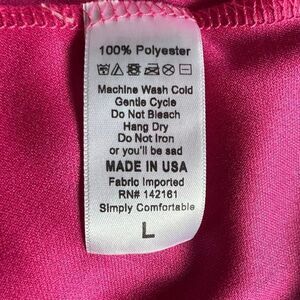 100% Polyester
Machine Wash Cold
Gentle Cycle
Do Not Bleach
Hang Dry
Do Not Iron
or you'll be sad
MADE IN USA
Fabric Imported
RN# 142161
Simply Comfortable
L